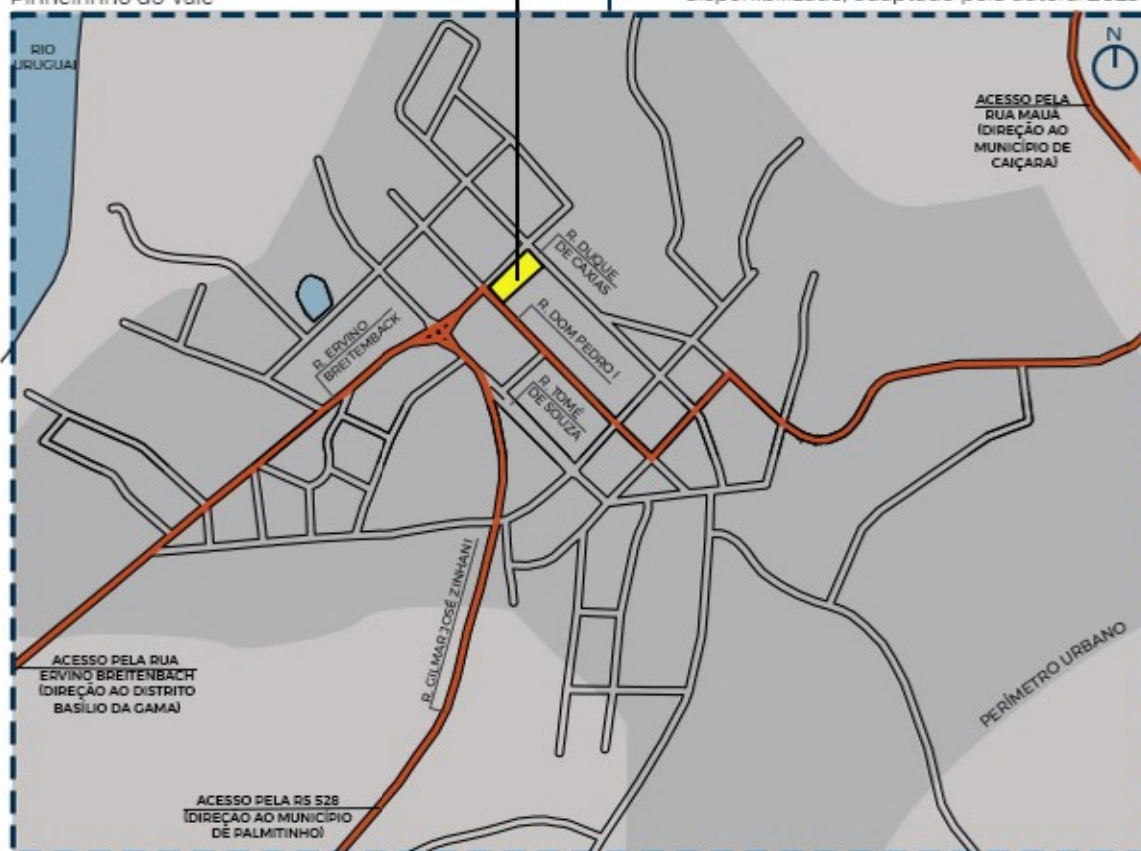 Pinheirinho do Vale
disponibilizado, adaptado pela autora. 2023
RIO
URUGUAI
N
ACESSO PELA
RUA MAUÁ
(DIREÇÃO AO
MUNICÍPIO DE
CAIÇARA)
R. DUQUE
DE CAXIAS
R. DOM PEDRO I
R. ERVINO
BREITEMBACK
R. TOMÉ
DE SOUZA
R. GILMAR JOSÉ ZINHANI
PERÍMETRO URBANO
ACESSO PELA RUA
ERVINO BREITENBACH
(DIREÇÃO AO DISTRITO
BASÍLIO DA GAMA)
ACESSO PELA RS 528
(DIREÇÃO AO MUNICÍPIO
DE PALMITINHO)